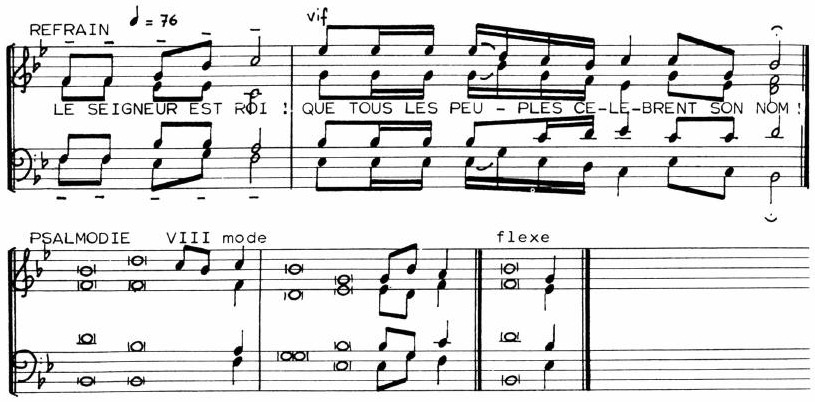 REFRAIN ♩ = 76 vif
LE SEIGNEUR EST ROI ! QUE TOUS LES PEU - PLES CE-LE-BRENT SON NOM !
PSALMODIE VIII mode flexe